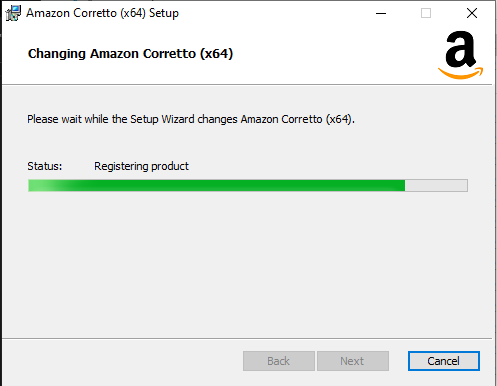 Amazon Corretto (x64) Setup
Changing Amazon Corretto (x64)
a
Please wait while the Setup Wizard changes Amazon Corretto (x64).
Status: Registering product
Back Next Cancel